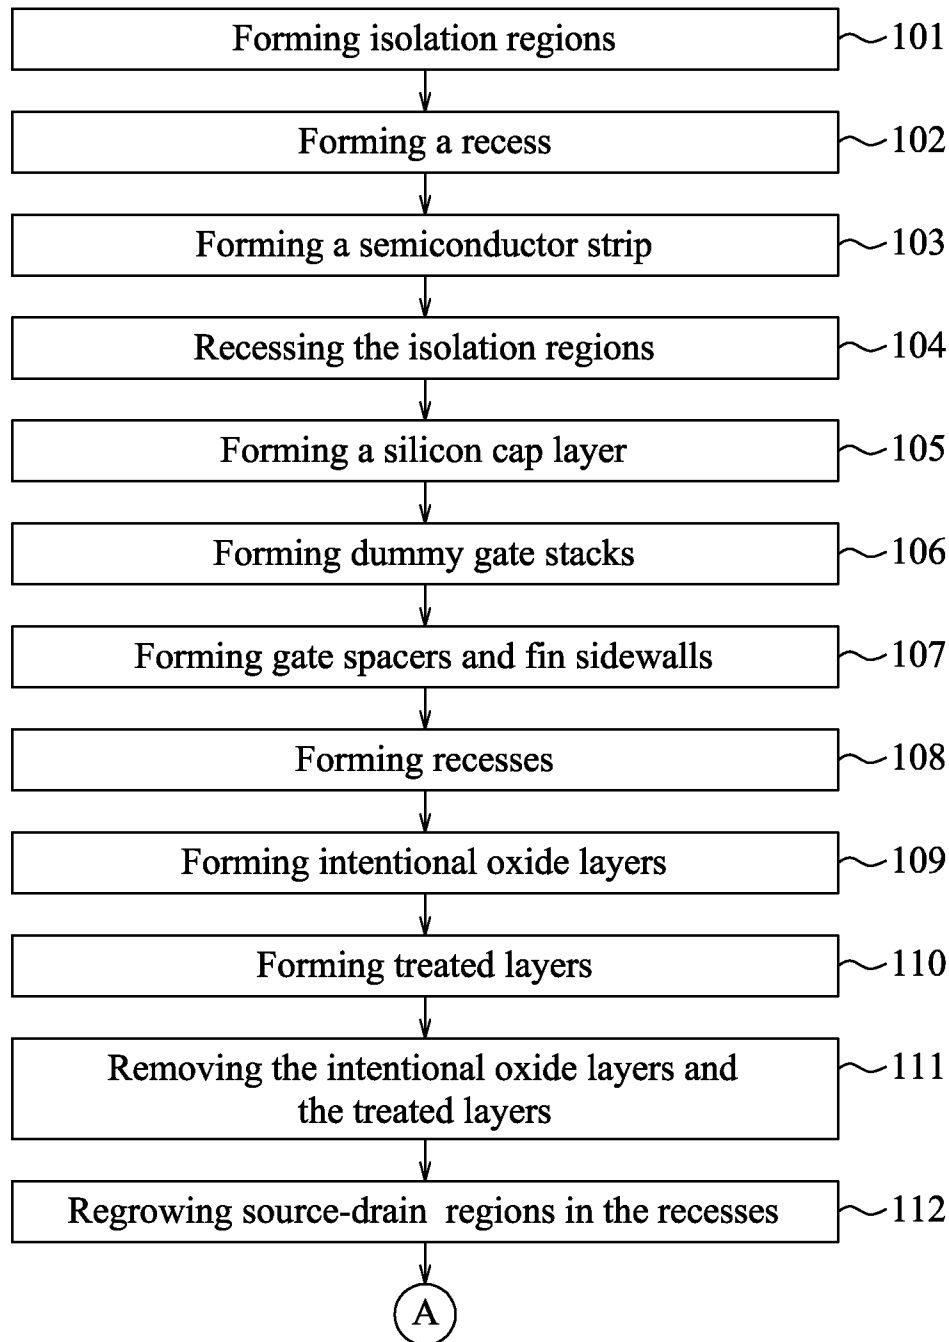 Forming isolation regions 101
Forming a recess 102
Forming a semiconductor strip 103
Recessing the isolation regions 104
Forming a silicon cap layer 105
Forming dummy gate stacks 106
Forming gate spacers and fin sidewalls 107
Forming recesses 108
Forming intentional oxide layers 109
Forming treated layers 110
Removing the intentional oxide layers and 111
the treated layers
Regrowing source-drain regions in the recesses 112
A